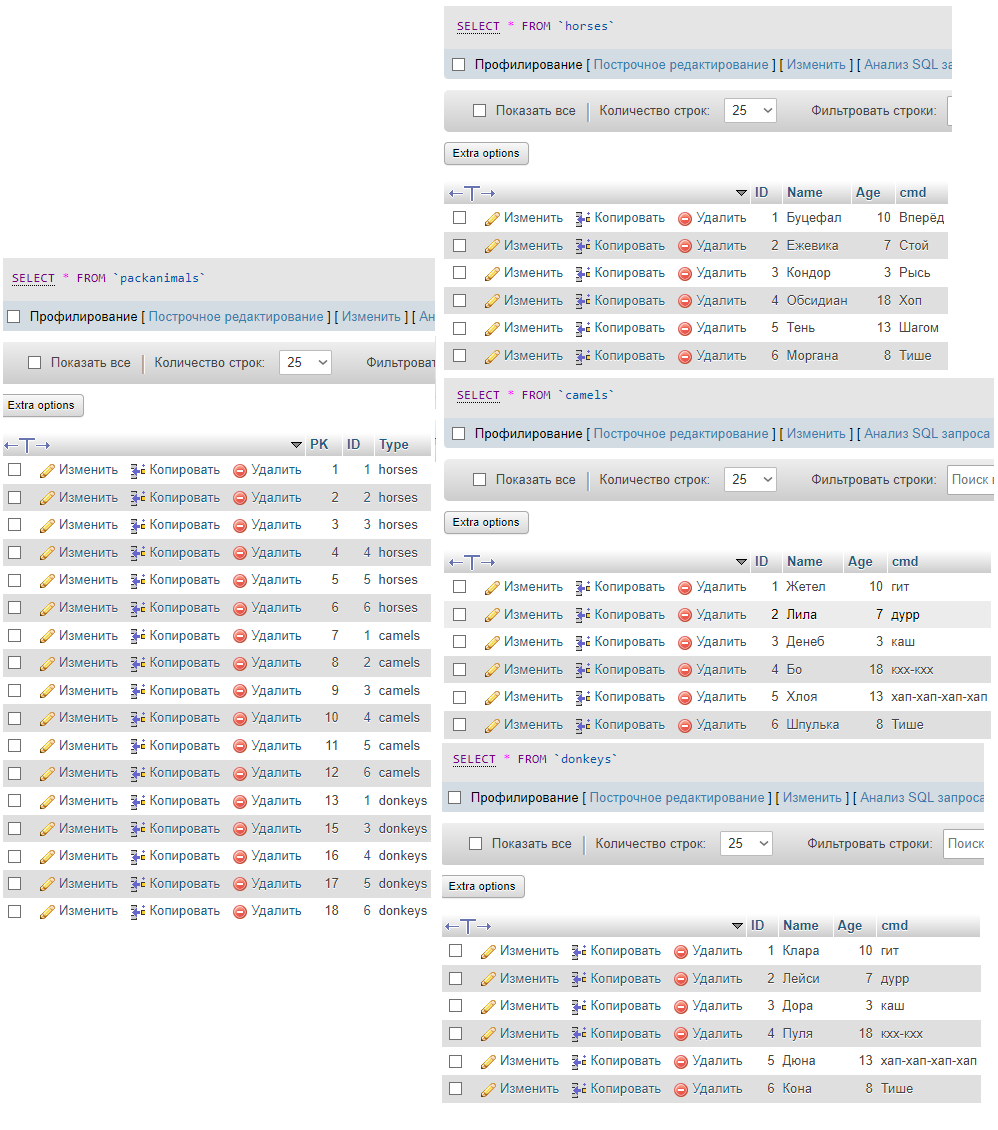 SELECT * FROM `horses`
Профилирование [ Построчное редактирование ] [ Изменить ] [ Анализ SQL за
Показать все Количество строк: 25 Фильтровать строки:
Extra options
ID Name Age cmd
Изменить Копировать Удалить 1 Буцефал 10 Вперёд
Изменить Копировать Удалить 2 Ежевика 7 Стой
Изменить Копировать Удалить 3 Кондор 3 Рысь
Изменить Копировать Удалить 4 Обсидиан 18 Хоп
Изменить Копировать Удалить 5 Тень 13 Шагом
Изменить Копировать Удалить 6 Моргана 8 Тише
SELECT * FROM `packanimals`
Профилирование [ Построчное редактирование ] [ Изменить ] [ Ан
Показать все Количество строк: 25 Фильтроват
Extra options
PK ID Type
Изменить Копировать Удалить 1 1 horses
Изменить Копировать Удалить 2 2 horses
Изменить Копировать Удалить 3 3 horses
Изменить Копировать Удалить 4 4 horses
Изменить Копировать Удалить 5 5 horses
Изменить Копировать Удалить 6 6 horses
Изменить Копировать Удалить 7 1 camels
Изменить Копировать Удалить 8 2 camels
Изменить Копировать Удалить 9 3 camels
Изменить Копировать Удалить 10 4 camels
Изменить Копировать Удалить 11 5 camels
Изменить Копировать Удалить 12 6 camels
Изменить Копировать Удалить 13 1 donkeys
Изменить Копировать Удалить 15 3 donkeys
Изменить Копировать Удалить 16 4 donkeys
Изменить Копировать Удалить 17 5 donkeys
Изменить Копировать Удалить 18 6 donkeys
SELECT * FROM `camels`
Профилирование [ Построчное редактирование ] [ Изменить ] [ Анализ SQL запроса
Показать все Количество строк: 25 Фильтровать строки: Поиск
Extra options
ID Name Age cmd
Изменить Копировать Удалить 1 Жетел 10 гит
Изменить Копировать Удалить 2 Лила 7 дурр
Изменить Копировать Удалить 3 Денеб 3 каш
Изменить Копировать Удалить 4 Бо 18 кхх-кхх
Изменить Копировать Удалить 5 Хлоя 13 хап-хап-хап-хап
Изменить Копировать Удалить 6 Шпулька 8 Тише
SELECT * FROM `donkeys`
Профилирование [ Построчное редактирование ] [ Изменить ] [ Анализ SQL запроса
Показать все Количество строк: 25 Фильтровать строки: Поиск
Extra options
ID Name Age cmd
Изменить Копировать Удалить 1 Клара 10 гит
Изменить Копировать Удалить 2 Лейси 7 дурр
Изменить Копировать Удалить 3 Дора 3 каш
Изменить Копировать Удалить 4 Пуля 18 кхх-кхх
Изменить Копировать Удалить 5 Дюна 13 хап-хап-хап-хап
Изменить Копировать Удалить 6 Кона 8 Тише